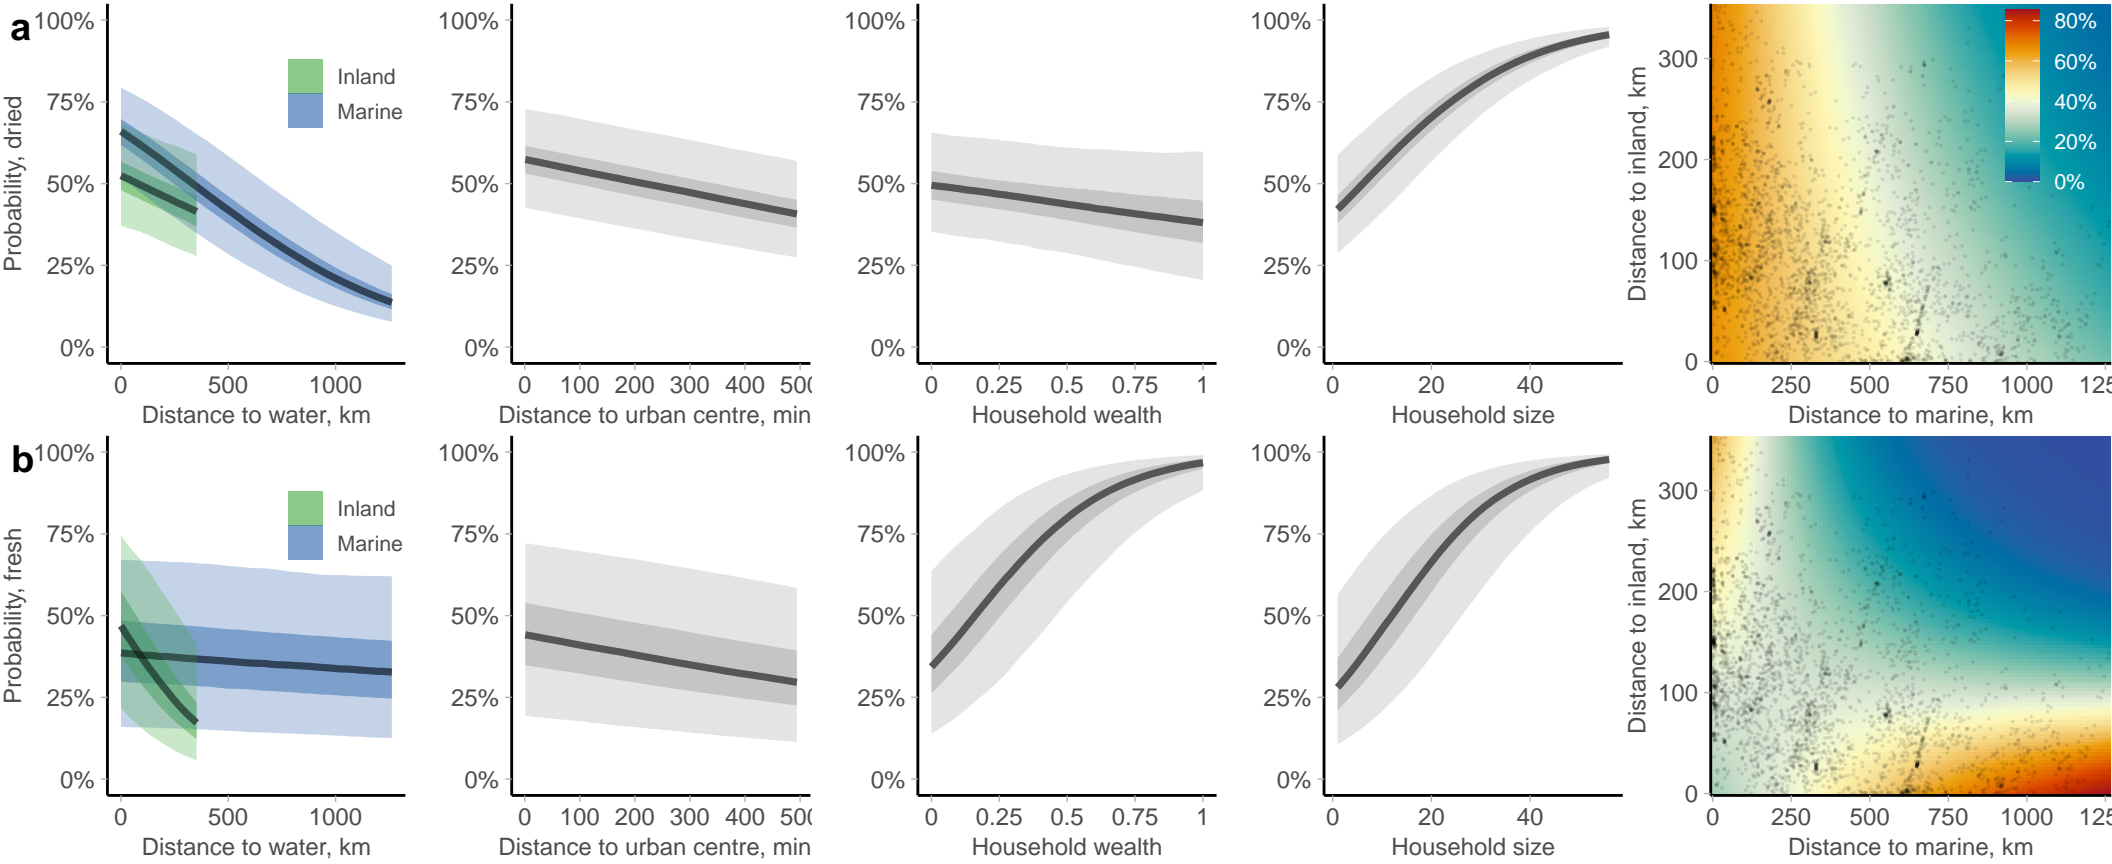 a
100%
75%
50%
25%
0%
Probability, dried
Inland
Marine
0 500 1000
Distance to water, km
100%
75%
50%
25%
0%
0 100 200 300 400 500
Distance to urban centre, min
100%
75%
50%
25%
0%
0 0.25 0.5 0.75 1
Household wealth
100%
75%
50%
25%
0%
0 20 40
Household size
Distance to inland, km
300
200
100
0
80%
60%
40%
20%
0%
0 250 500 750 1000 125
Distance to marine, km
b
100%
75%
50%
25%
0%
Probability, fresh
Inland
Marine
0 500 1000
Distance to water, km
100%
75%
50%
25%
0%
0 100 200 300 400 500
Distance to urban centre, min
100%
75%
50%
25%
0%
0 0.25 0.5 0.75 1
Household wealth
100%
75%
50%
25%
0%
0 20 40
Household size
Distance to inland, km
300
200
100
0
0 250 500 750 1000 125
Distance to marine, km